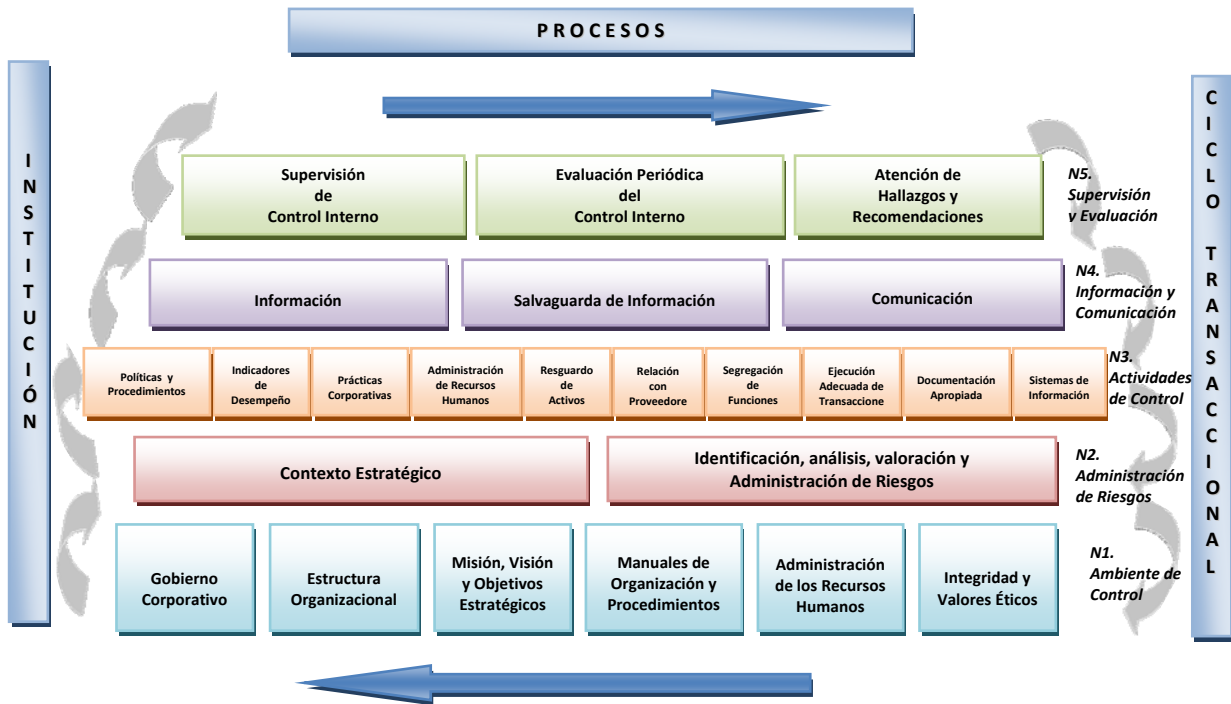 P R O C E S O S
I N S T I T U C I Ó N
C I C L O T R A N S A C C I O N A L
Supervisión
de
Control Interno
Evaluación Periódica
del
Control Interno
Atención de
Hallazgos y
Recomendaciones
N5.
Supervisión
y Evaluación
Información
Salvaguarda de Información
Comunicación
N4.
Información y
Comunicación
Políticas y
Procedimientos
Indicadores
de
Desempeño
Prácticas
Corporativas
Administración
de Recursos
Humanos
Resguardo
de
Activos
Relación
con
Proveedore
Segregación
de
Funciones
Ejecución
Adecuada de
Transaccione
Documentación
Apropiada
Sistemas de
Información
N3.
Actividades
de Control
Contexto Estratégico
Identificación, análisis, valoración y
Administración de Riesgos
N2.
Administración
de Riesgos
Gobierno
Corporativo
Estructura
Organizacional
Misión, Visión
y Objetivos
Estratégicos
Manuales de
Organización y
Procedimientos
Administración
de los Recursos
Humanos
Integridad y
Valores Éticos
N1.
Ambiente de
Control